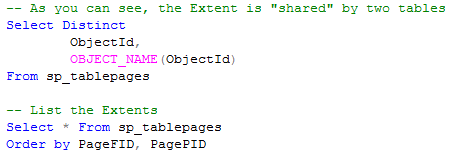 -- As you can see, the Extent is "shared" by two tables
Select Distinct
ObjectId,
OBJECT_NAME(ObjectId)
From sp_tablepages
-- List the Extents
Select * From sp_tablepages
Order by PageFID, PagePID